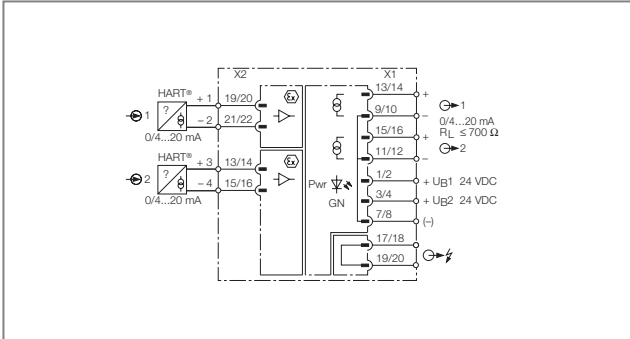 X2 X1
HART®
+ 1 19/20 Ex 13/14 +
1 ? 9/10 – 1
– 2 21/22 0/4...20 mA
0/4...20 mA 15/16 + RL ≤ 700 Ω
HART® 11/12 – 2
+ 3 13/14 Ex
2 ? 1/2 + UB1 24 VDC
– 4 15/16 Pwr 3/4 + UB2 24 VDC
0/4...20 mA GN 7/8 (–)
17/18
19/20